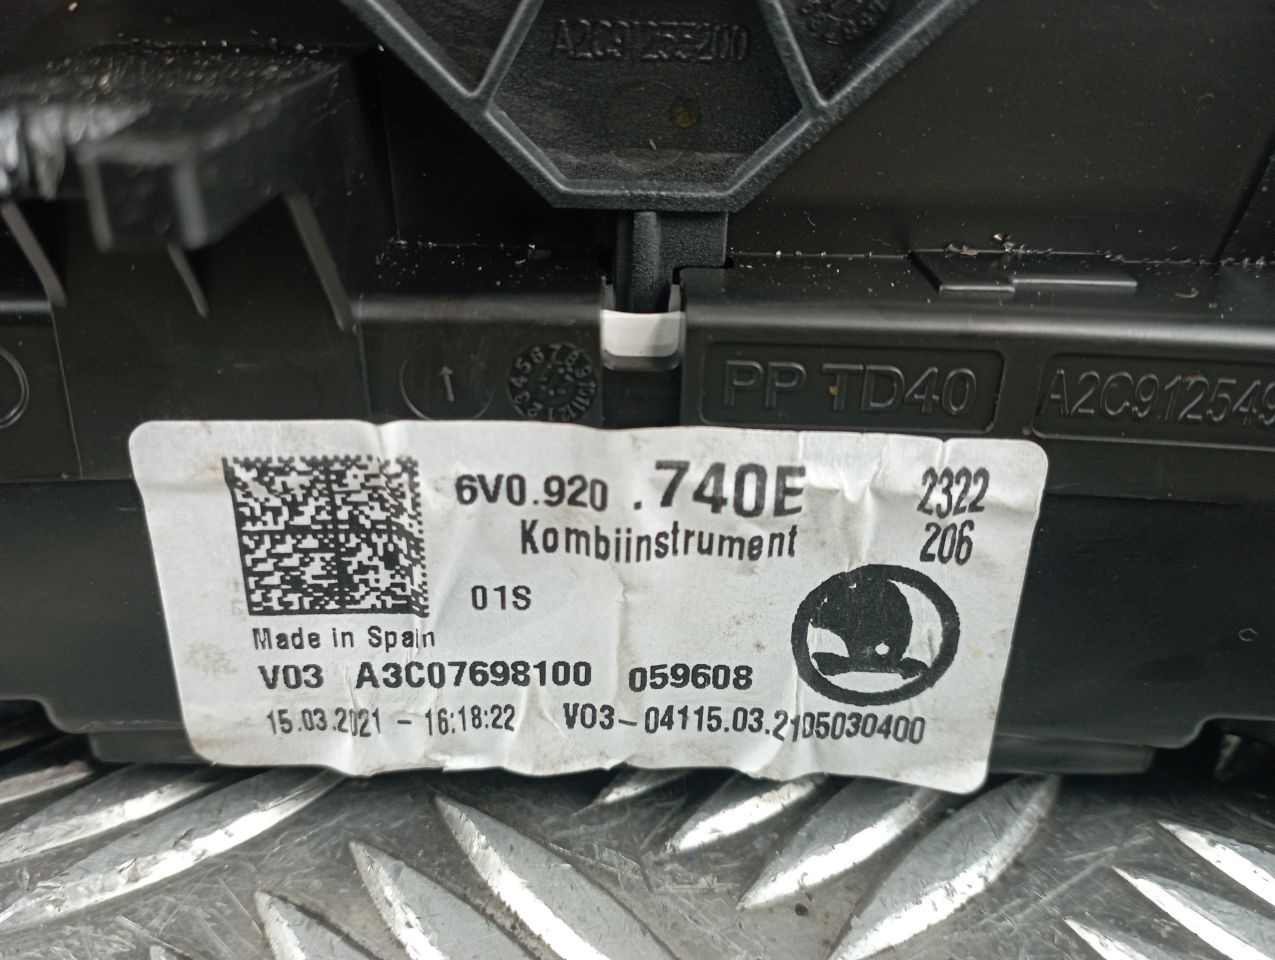 A2C91255200
PP TD40
A2C912549
6V0.920 .740E
2322
Kombiinstrument
206
01S
Made in Spain
V03 A3C07698100 059608
15.03.2021 - 16:18:22 V03-04115.03.2105030400